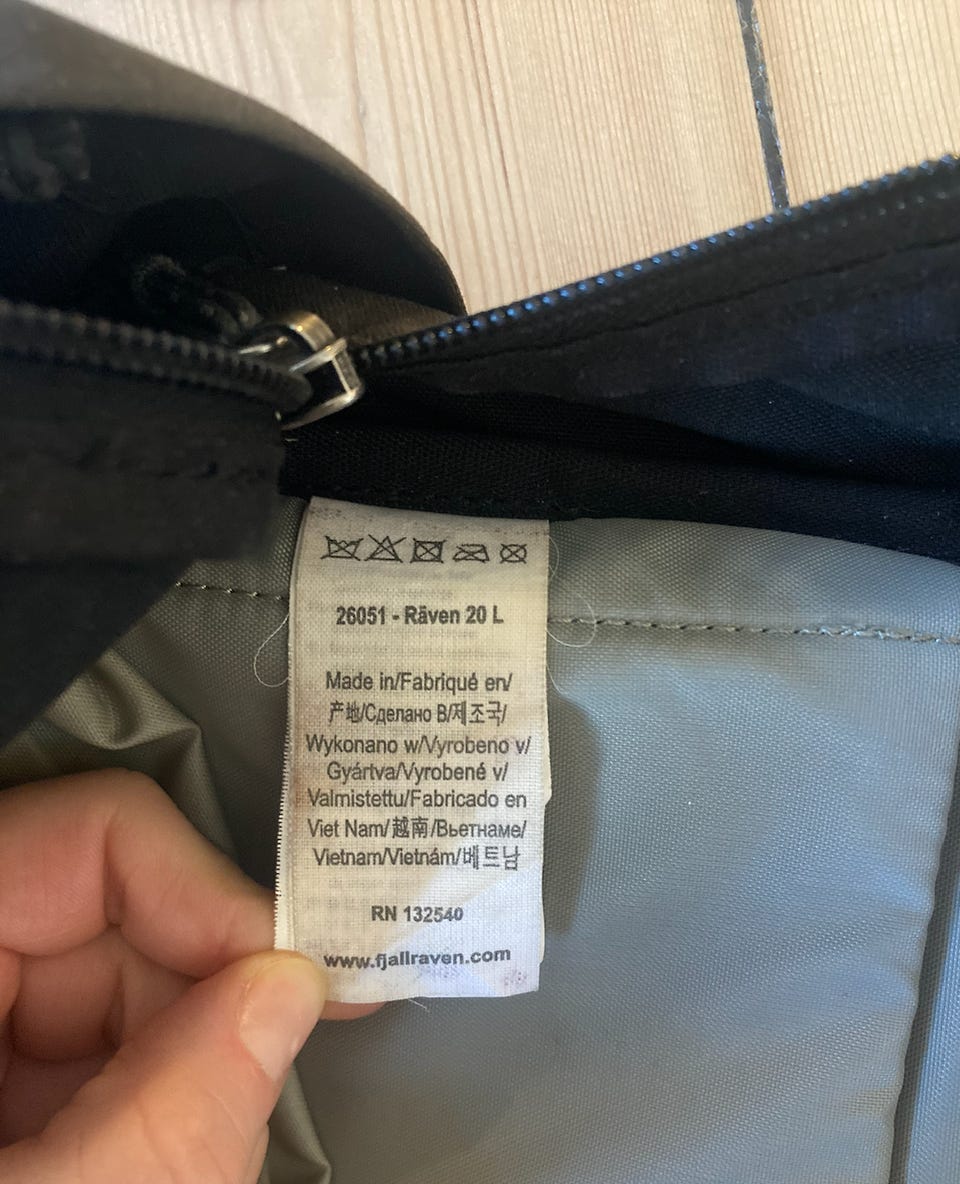 26051 - Räven 20 L
Made in/Fabriqué en/
产地/Сделано В/제조국/
Wykonano w/Vyrobeno v/
Gyártva/Vyrobené v/
Valmistettu/Fabricado en
Viet Nam/越南/Вьетнаме/
Vietnam/Vietnám/베트남
RN 132540
www.fjallraven.com